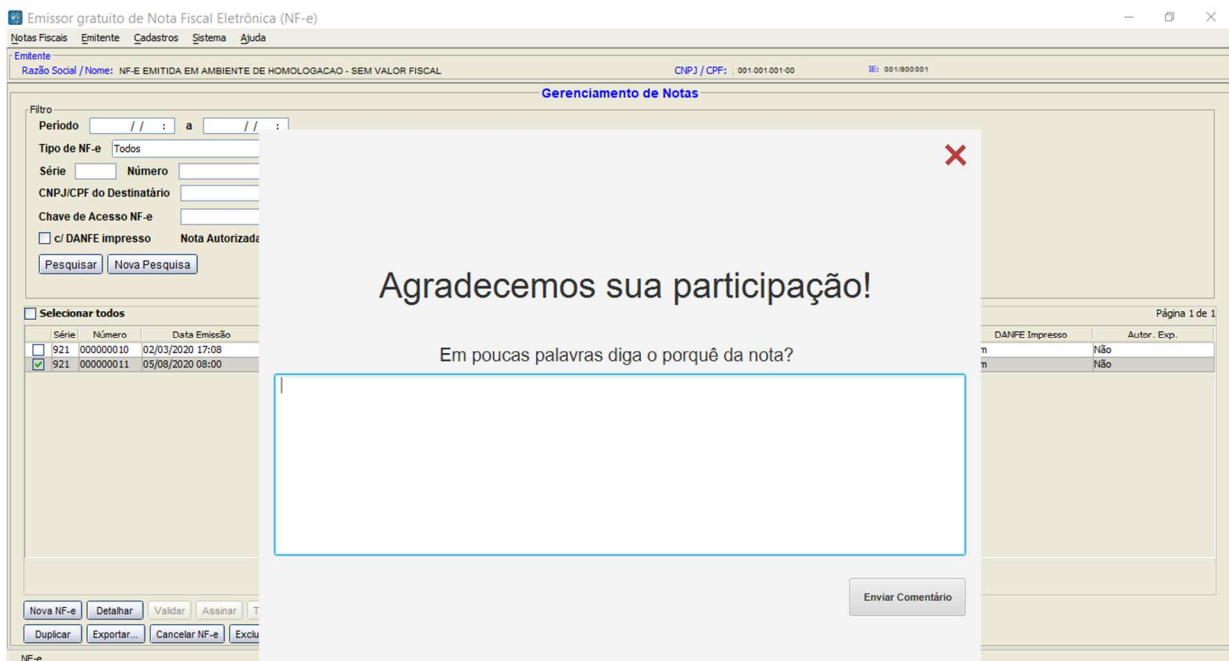 Emissor gratuito de Nota Fiscal Eletrônica (NF-e)
Notas Fiscais Emitente Cadastros Sistema Ajuda
Emitente
Razão Social / Nome: NF-E EMITIDA EM AMBIENTE DE HOMOLOGACAO - SEM VALOR FISCAL CNPJ / CPF: 001.001.001-00 IE: 001/800001
Gerenciamento de Notas
Filtro
Período / / : a / / :
Tipo de NF-e Todos
Série Número
CNPJ/CPF do Destinatário
Chave de Acesso NF-e
c/ DANFE impresso Nota Autorizada
Pesquisar Nova Pesquisa
Agradecemos sua participação!
Selecionar todos Página 1 de 1
Série Número Data Emissão DANFE Impresso Autor. Exp.
921 000000010 02/03/2020 17:08 Não
921 000000011 05/08/2020 08:00 Não
Em poucas palavras diga o porquê da nota?
Enviar Comentário
Nova NF-e Detalhar Validar Assinar
Duplicar Exportar... Cancelar NF-e Exclu
NF-e